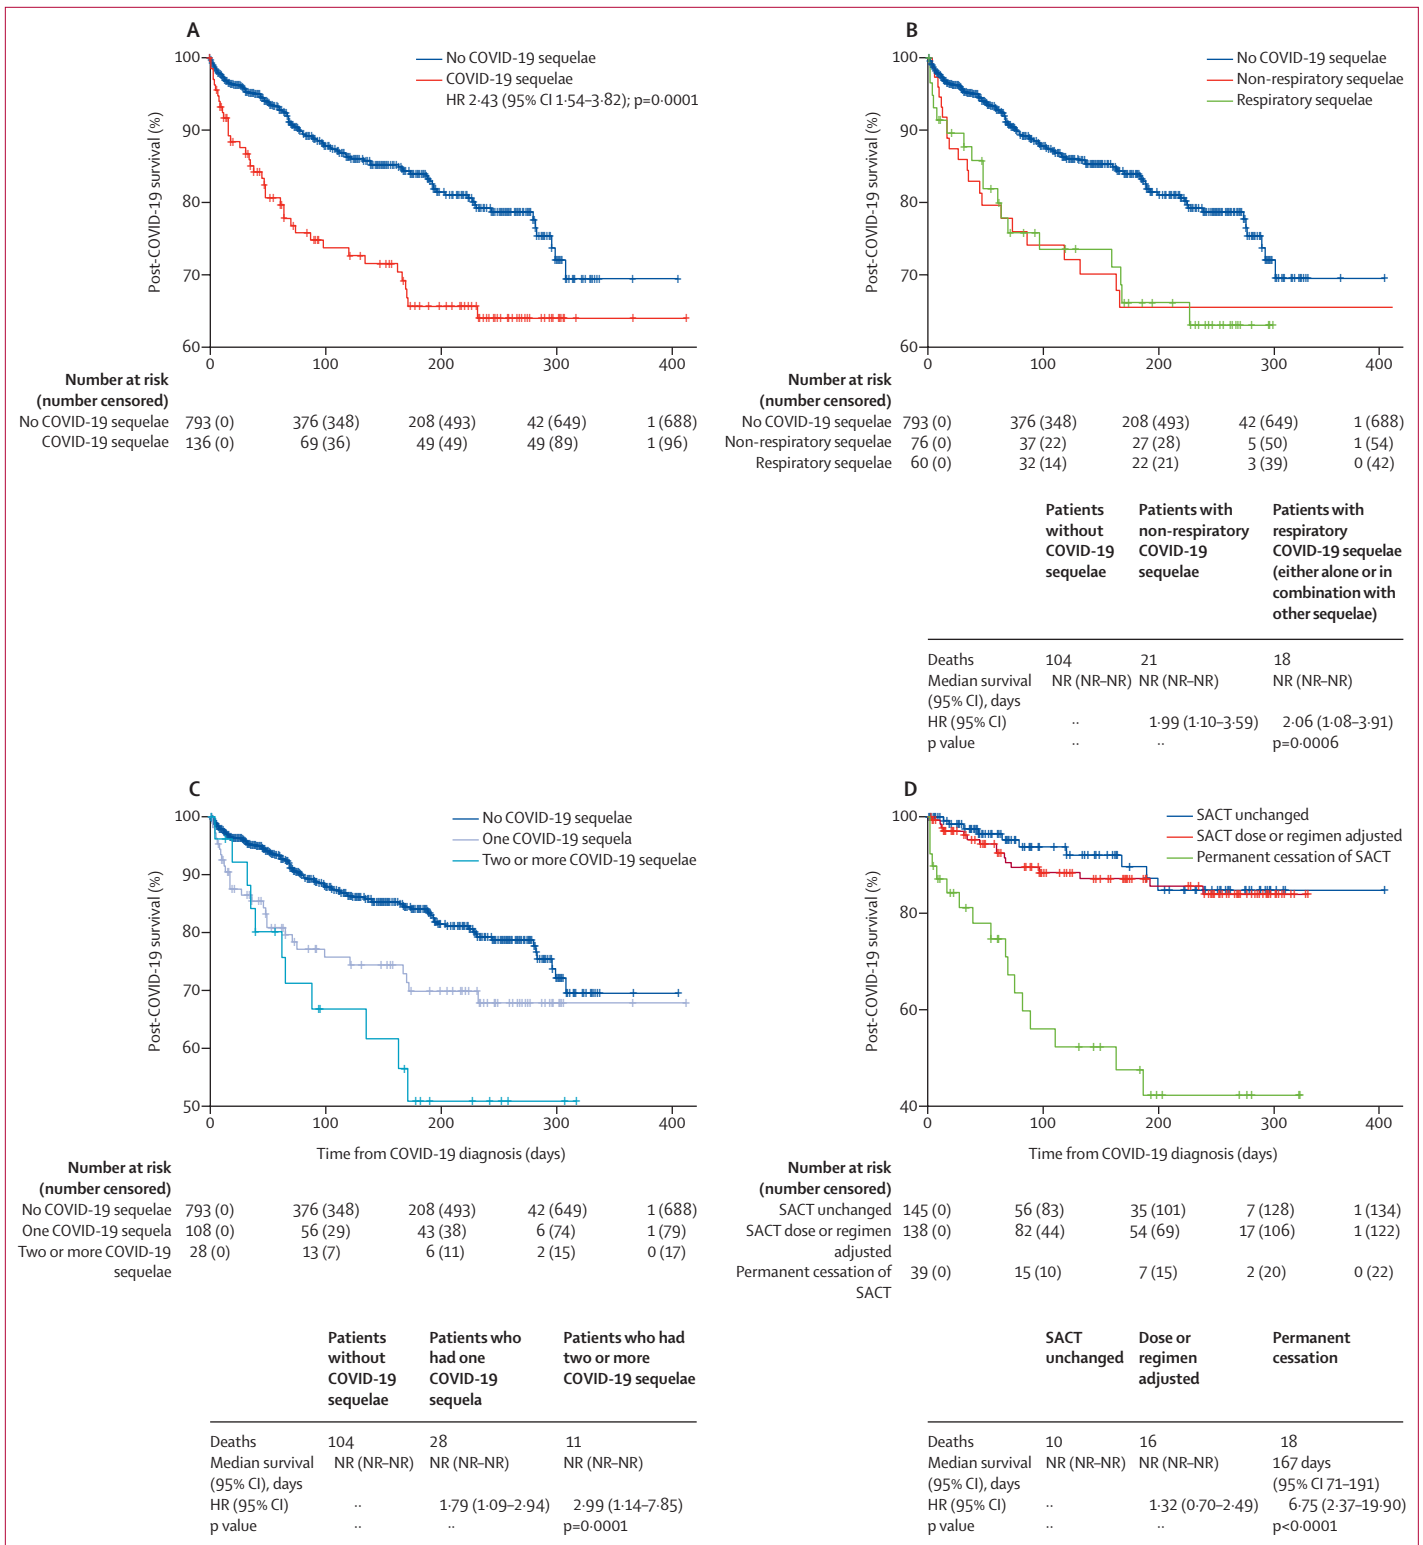 A
100
90
80
70
60
Post-COVID-19 survival (%)
No COVID-19 sequelae
COVID-19 sequelae
HR 2·43 (95% CI 1·54–3·82); p=0·0001
0 100 200 300 400
Number at risk
(number censored)
No COVID-19 sequelae 793 (0) 376 (348) 208 (493) 42 (649) 1 (688)
COVID-19 sequelae 136 (0) 69 (36) 49 (49) 49 (89) 1 (96)
B
100
90
80
70
60
Post-COVID-19 survival (%)
No COVID-19 sequelae
Non-respiratory sequelae
Respiratory sequelae
0 100 200 300 400
Number at risk
(number censored)
No COVID-19 sequelae 793 (0) 376 (348) 208 (493) 42 (649) 1 (688)
Non-respiratory sequelae 76 (0) 37 (22) 27 (28) 5 (50) 1 (54)
Respiratory sequelae 60 (0) 32 (14) 22 (21) 3 (39) 0 (42)
Patients Patients with Patients with
without non-respiratory respiratory
COVID-19 COVID-19 COVID-19 sequelae
sequelae sequelae (either alone or in
combination with
other sequelae)
Deaths 104 21 18
Median survival NR (NR–NR) NR (NR–NR) NR (NR–NR)
(95% CI), days
HR (95% CI) ·· 1·99 (1·10–3·59) 2·06 (1·08–3·91)
p value ·· ·· p=0·0006
C
100
90
80
70
60
50
Post-COVID-19 survival (%)
No COVID-19 sequelae
One COVID-19 sequela
Two or more COVID-19 sequelae
0 100 200 300 400
Time from COVID-19 diagnosis (days)
Number at risk
(number censored)
No COVID-19 sequelae 793 (0) 376 (348) 208 (493) 42 (649) 1 (688)
One COVID-19 sequela 108 (0) 56 (29) 43 (38) 6 (74) 1 (79)
Two or more COVID-19 28 (0) 13 (7) 6 (11) 2 (15) 0 (17)
sequelae
Patients Patients who Patients who had
without had one two or more
COVID-19 COVID-19 COVID-19 sequelae
sequelae sequela
Deaths 104 28 11
Median survival NR (NR–NR) NR (NR–NR) NR (NR–NR)
(95% CI), days
HR (95% CI) ·· 1·79 (1·09–2·94) 2·99 (1·14–7·85)
p value ·· ·· p=0·0001
D
100
80
60
40
Post-COVID-19 survival (%)
SACT unchanged
SACT dose or regimen adjusted
Permanent cessation of SACT
0 100 200 300 400
Time from COVID-19 diagnosis (days)
Number at risk
(number censored)
SACT unchanged 145 (0) 56 (83) 35 (101) 7 (128) 1 (134)
SACT dose or regimen 138 (0) 82 (44) 54 (69) 17 (106) 1 (122)
adjusted
Permanent cessation of 39 (0) 15 (10) 7 (15) 2 (20) 0 (22)
SACT
SACT Dose or Permanent
unchanged regimen cessation
adjusted
Deaths 10 16 18
Median survival NR (NR–NR) NR (NR–NR) 167 days
(95% CI), days (95% CI 71–191)
HR (95% CI) ·· 1·32 (0·70–2·49) 6·75 (2·37–19·90)
p value ·· ·· p<0·0001